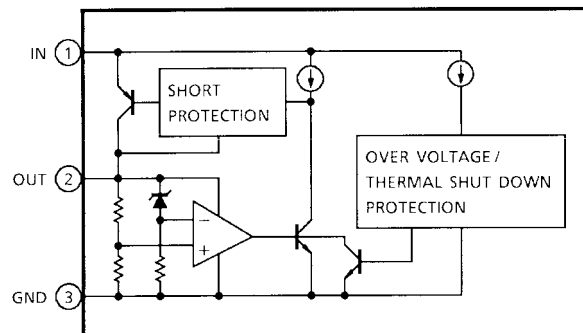 IN 1
SHORT
PROTECTION
OVER VOLTAGE /
THERMAL SHUT DOWN
PROTECTION
OUT 2
−
+
GND 3